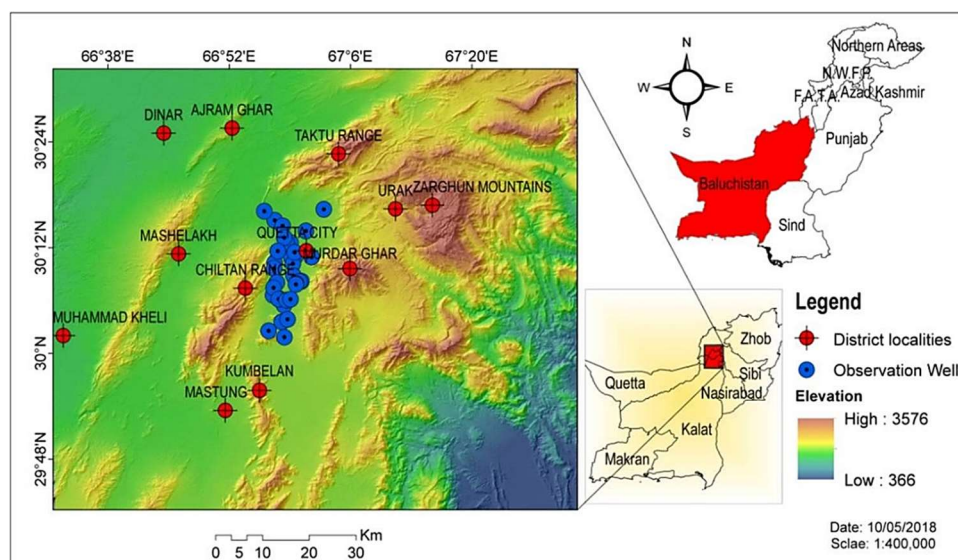 66°38'E
66°52'E
67°6'E
67°20'E
30°24'N
30°12'N
30°0'N
29°48'N
DINAR
AJRAM GHAR
TAKTU RANGE
URAK
ZARGHUN MOUNTAINS
QUETTA CITY
MASHELAKH
URDAR GHAR
CHILTAN RANGE
MUHAMMAD KHELI
KUMBELAN
MASTUNG
0 5 10 20 30
Km
N
W E
S
Northern Areas
N.W.F.P.
F.A.T.A.
Azad Kashmir
Punjab
Baluchistan
Sind
Zhob
Sibi
Quetta
Nasirabad
Kalat
Makran
Legend
District localities
Observation Well
Elevation
High : 3576
Low : 366
Date: 10/05/2018
Sclae: 1:400,000